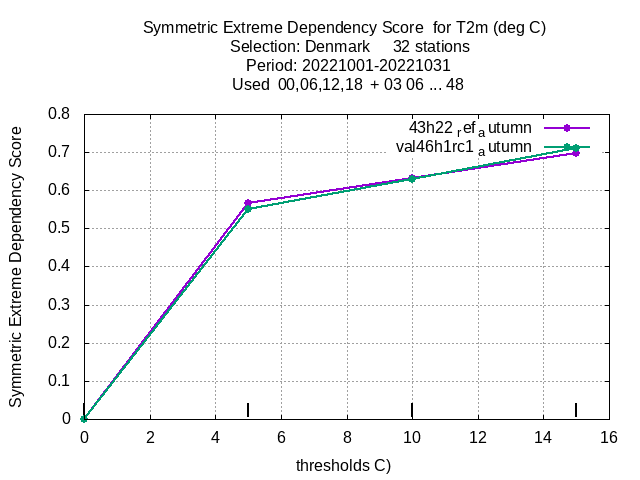 Symmetric Extreme Dependency Score for T2m (deg C)
Selection: Denmark 32 stations
Period: 20221001-20221031
Used 00,06,12,18 + 03 06 ... 48
43h22 ref autumn
val46h1rc1 autumn
Symmetric Extreme Dependency Score
0.8
0.7
0.6
0.5
0.4
0.3
0.2
0.1
0
0 2 4 6 8 10 12 14 16
thresholds C)